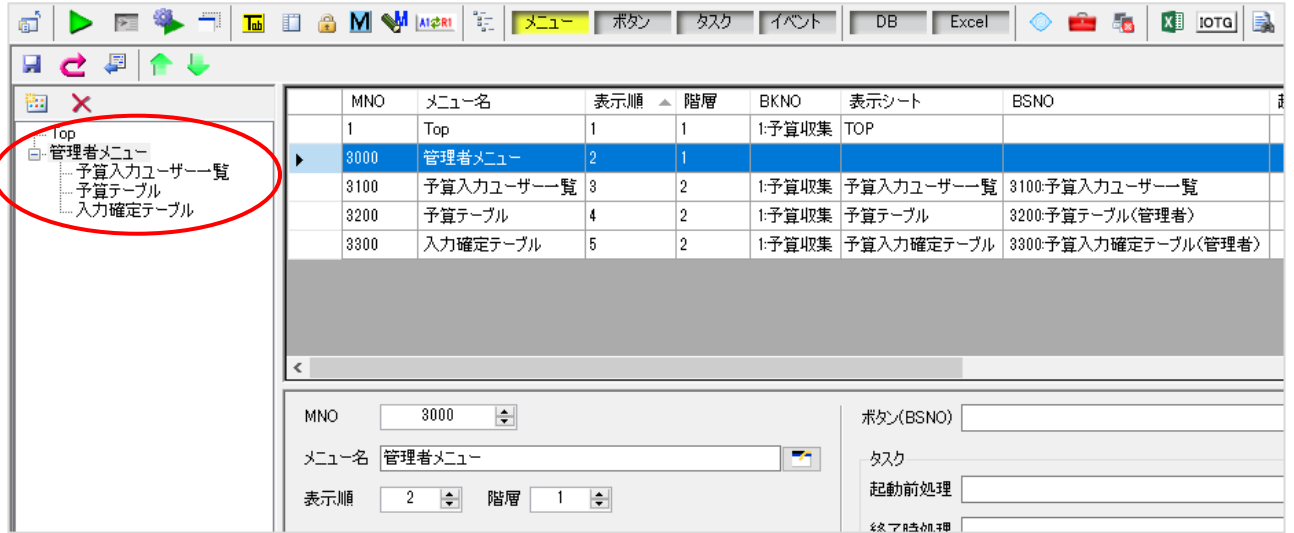 Tab M M A1⇄R1 メニュー ボタン タスク イベント DB Excel IOTG
Top
管理者メニュー
予算入力ユーザー一覧
予算テーブル
入力確定テーブル
MNO メニュー名 表示順 階層 BKNO 表示シート BSNO
1 Top 1 1 1:予算収集 TOP
3000 管理者メニュー 2 1
3100 予算入力ユーザー一覧 3 2 1:予算収集 予算入力ユーザー一覧 3100:予算入力ユーザー一覧
3200 予算テーブル 4 2 1:予算収集 予算テーブル 3200:予算テーブル(管理者)
3300 入力確定テーブル 5 2 1:予算収集 予算入力確定テーブル 3300:予算入力確定テーブル(管理者)
MNO 3000
メニュー名 管理者メニュー
表示順 2 階層 1
ボタン(BSNO)
タスク
起動前処理
終了時処理